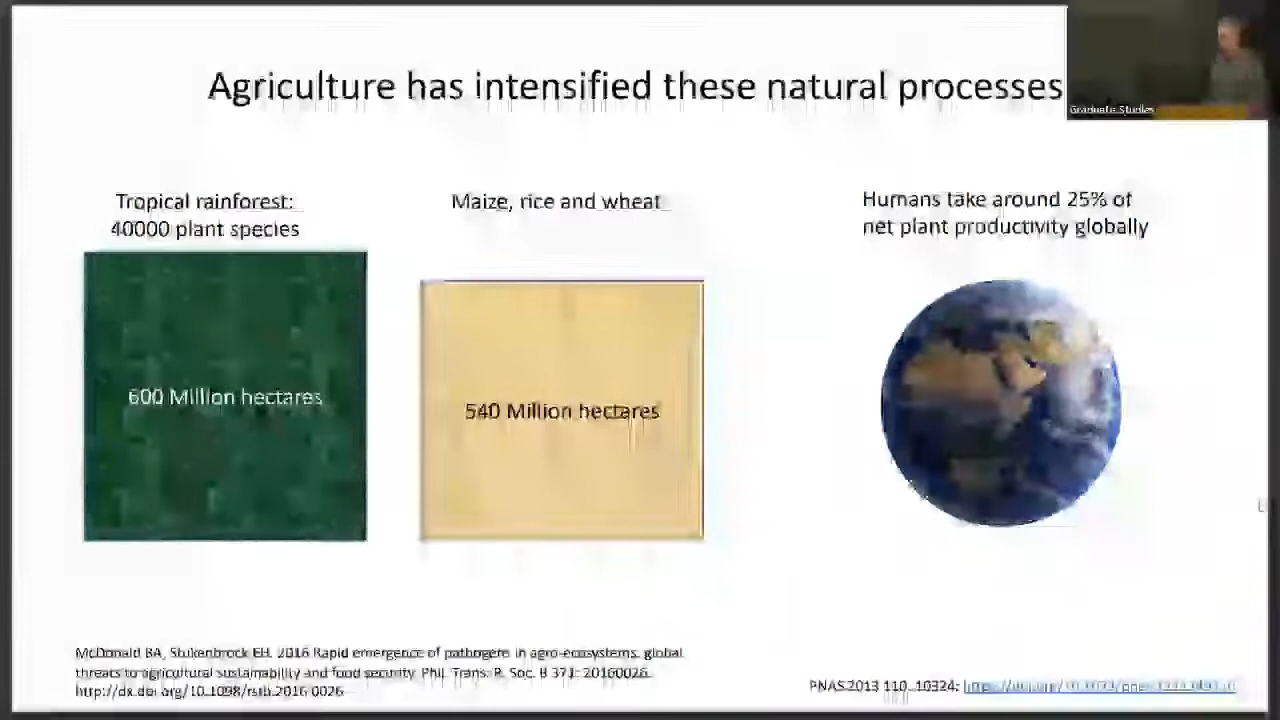 Agriculture has intensified these natural processes
Graduate Studies
Tropical rainforest:
40000 plant species
Maize, rice and wheat
Humans take around 25% of
net plant productivity globally
600 Million hectares
540 Million hectares
McDonald BA, Stukenbrock EH. 2016 Rapid emergence of pathogens in agro-ecosystems: global
threats to agricultural sustainability and food security. Phil. Trans. R. Soc. B 371: 20160026.
http://dx.doi.org/10.1098/rstb.2016.0026
PNAS 2013 110, 10324: